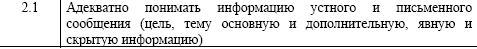 2.1 Адекватно понимать информацию устного и письменного
сообщения (цель, тему основную и дополнительную, явную и
скрытую информацию)